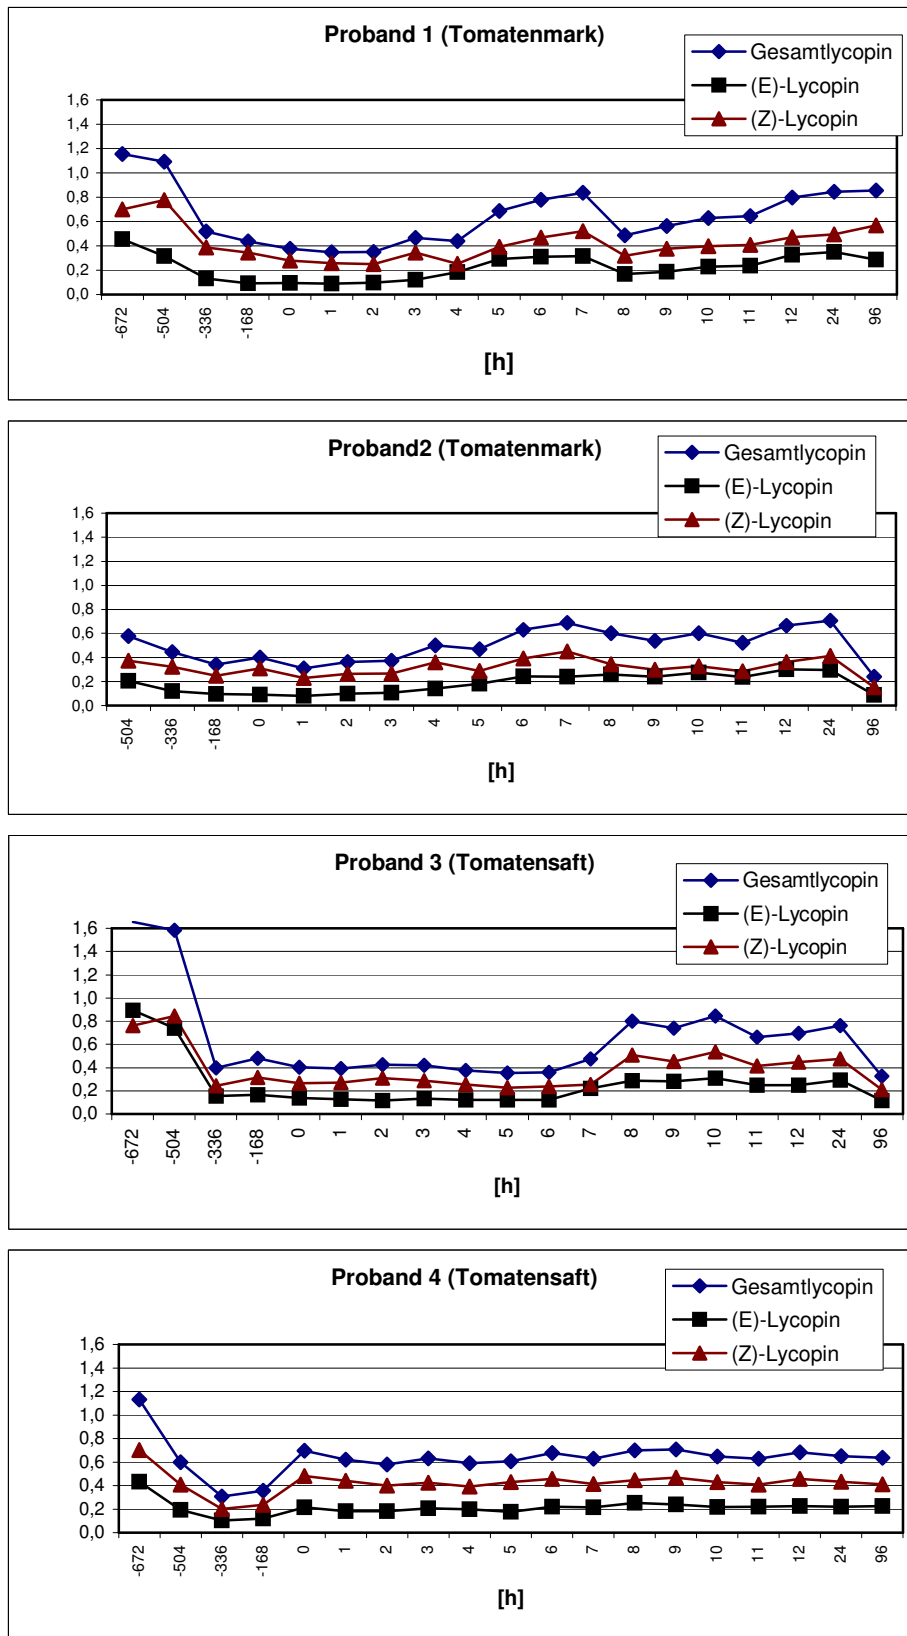 Proband 1 (Tomatenmark)
Gesamtlycopin
(E)-Lycopin
(Z)-Lycopin
1,6
1,4
1,2
1,0
0,8
0,6
0,4
0,2
0,0
-672 -504 -336 -168 0 1 2 3 4 5 6 7 8 9 10 11 12 24 96
[h]
Proband2 (Tomatenmark)
Gesamtlycopin
(E)-Lycopin
(Z)-Lycopin
1,6
1,4
1,2
1,0
0,8
0,6
0,4
0,2
0,0
-504 -336 -168 0 1 2 3 4 5 6 7 8 9 10 11 12 24 96
[h]
Proband 3 (Tomatensaft)
Gesamtlycopin
(E)-Lycopin
(Z)-Lycopin
1,6
1,4
1,2
1,0
0,8
0,6
0,4
0,2
0,0
-672 -504 -336 -168 0 1 2 3 4 5 6 7 8 9 10 11 12 24 96
[h]
Proband 4 (Tomatensaft)
Gesamtlycopin
(E)-Lycopin
(Z)-Lycopin
1,6
1,4
1,2
1,0
0,8
0,6
0,4
0,2
0,0
-672 -504 -336 -168 0 1 2 3 4 5 6 7 8 9 10 11 12 24 96
[h]